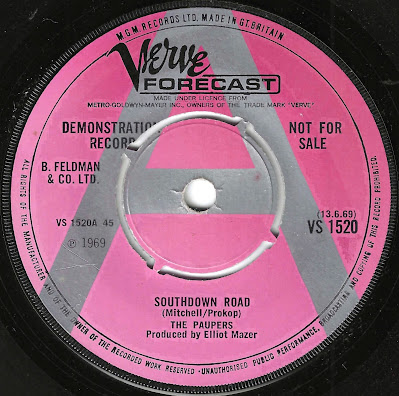 M.G.M. RECORDS LTD. MADE IN GT. BRITAIN
Verve
FORECAST
MADE UNDER LICENCE FROM
METRO-GOLDWYN-MAYER INC., OWNERS OF THE TRADE MARK "VERVE"
DEMONSTRATION
RECORD
NOT FOR
SALE
B. FELDMAN
& CO. LTD.
VS 1520A 45
℗ 1969
(13.6.69)
VS 1520
SOUTHDOWN ROAD
(Mitchell/Prokop)
THE PAUPERS
Produced by Elliot Mazer
ALL RIGHTS OF THE MANUFACTURER AND OF THE OWNER OF THE RECORDED WORK RESERVED - UNAUTHORISED PUBLIC PERFORMANCE, BROADCASTING AND COPYING OF THIS RECORD PROHIBITED